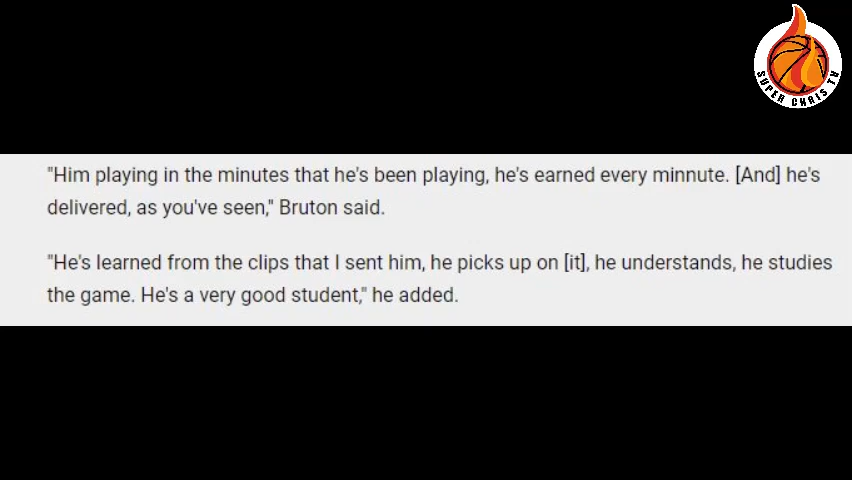 SUPER CHRIS TV
"Him playing in the minutes that he's been playing, he's earned every minnute. [And] he's
delivered, as you've seen," Bruton said.
"He's learned from the clips that I sent him, he picks up on [it], he understands, he studies
the game. He's a very good student," he added.